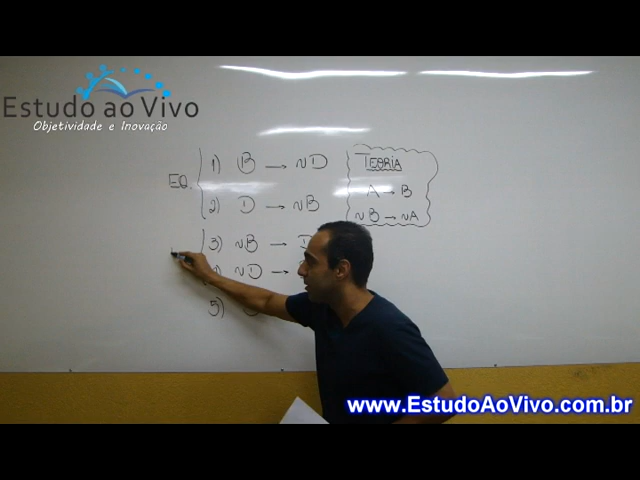 Estudo ao Vivo
Objetividade e Inovação
EQ.
1) B → ~D
2) D → ~B
3) ~B → D
~D →
5)
TEORIA
A → B
~B → ~A
www.EstudoAoVivo.com.br